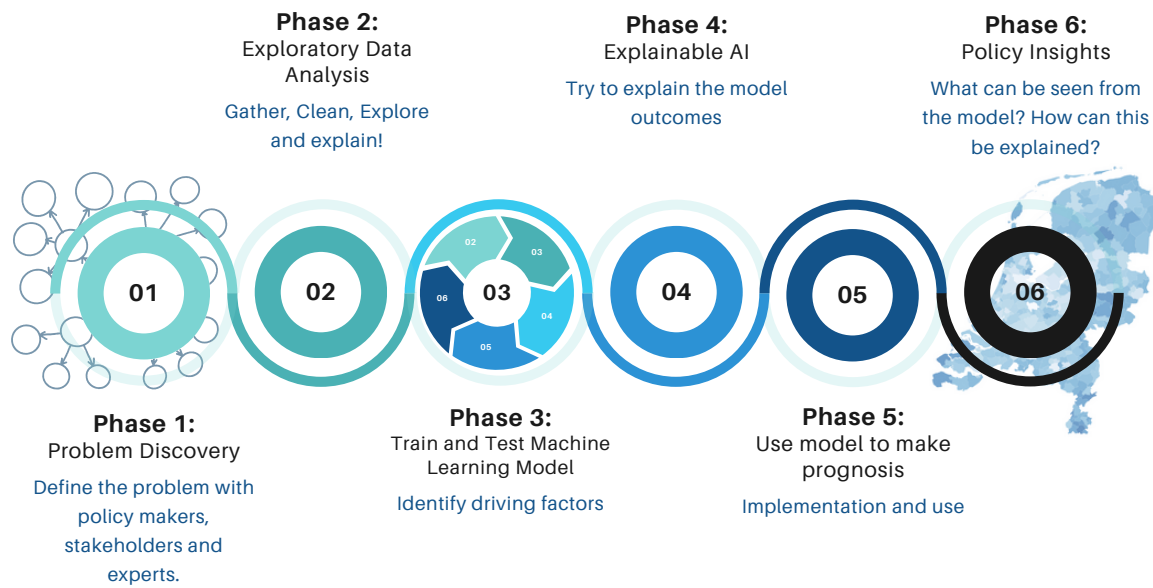 Phase 1:
Problem Discovery
Define the problem with
policy makers,
stakeholders and
experts.
Phase 2:
Exploratory Data
Analysis
Gather, Clean, Explore
and explain!
Phase 3:
Train and Test Machine
Learning Model
Identify driving factors
Phase 4:
Explainable AI
Try to explain the model
outcomes
Phase 5:
Use model to make
prognosis
Implementation and use
Phase 6:
Policy Insights
What can be seen from
the model? How can this
be explained?
01
02
03
02
03
04
05
06
04
05
06